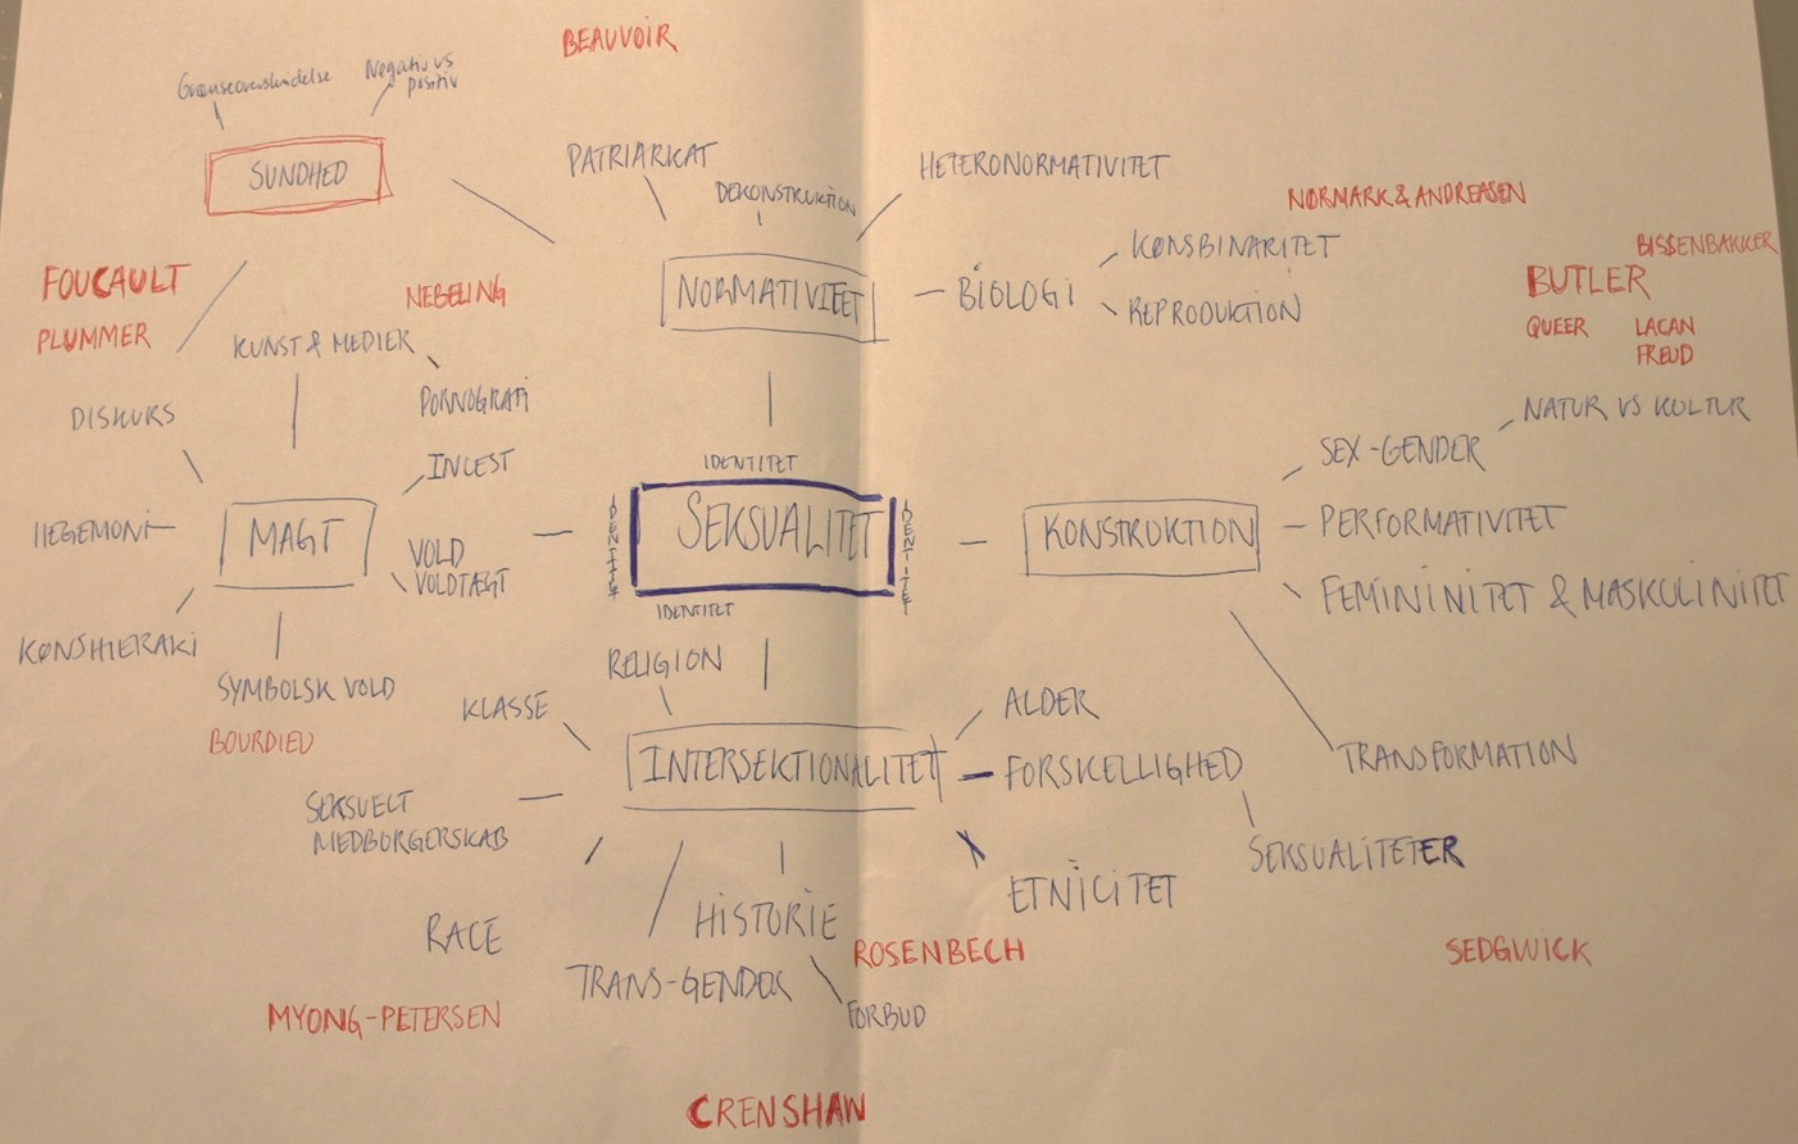 BEAUVOIR
Grænseoverskridelse
Negativ vs
positiv
SUNDHED
PATRIARKAT
DEKONSTRUKTION
HETERONORMATIVITET
NORMARK & ANDREASEN
FOUCAULT
PLUMMER
NEBELING
KUNST & MEDIER
PORNOGRAFI
NORMATIVITET
BIOLOGI
KØNSBINARITET
REPRODUKTION
BISSENBAKKER
BUTLER
QUEER
LACAN
FREUD
DISKURS
INCEST
HEGEMONI
MAGT
VOLD
VOLDTÆGT
KØNSHIERAKI
SYMBOLSK VOLD
BOURDIEU
IDENTITET
IDENTITET
SEKSUALITET
IDENTITET
IDENTITET
KONSTRUKTION
SEX-GENDER
NATUR VS KULTUR
PERFORMATIVITET
FEMININITET & MASKULINITET
TRANSFORMATION
RELIGION
KLASSE
INTERSEKTIONALITET
ALDER
FORSKELLIGHED
SEKSUALITETER
SEKSUELT
MEDBORGERSKAB
RACE
MYONG-PETERSEN
TRANS-GENDER
HISTORIE
ROSENBECH
FORBUD
ETNICITET
SEDGWICK
CRENSHAW